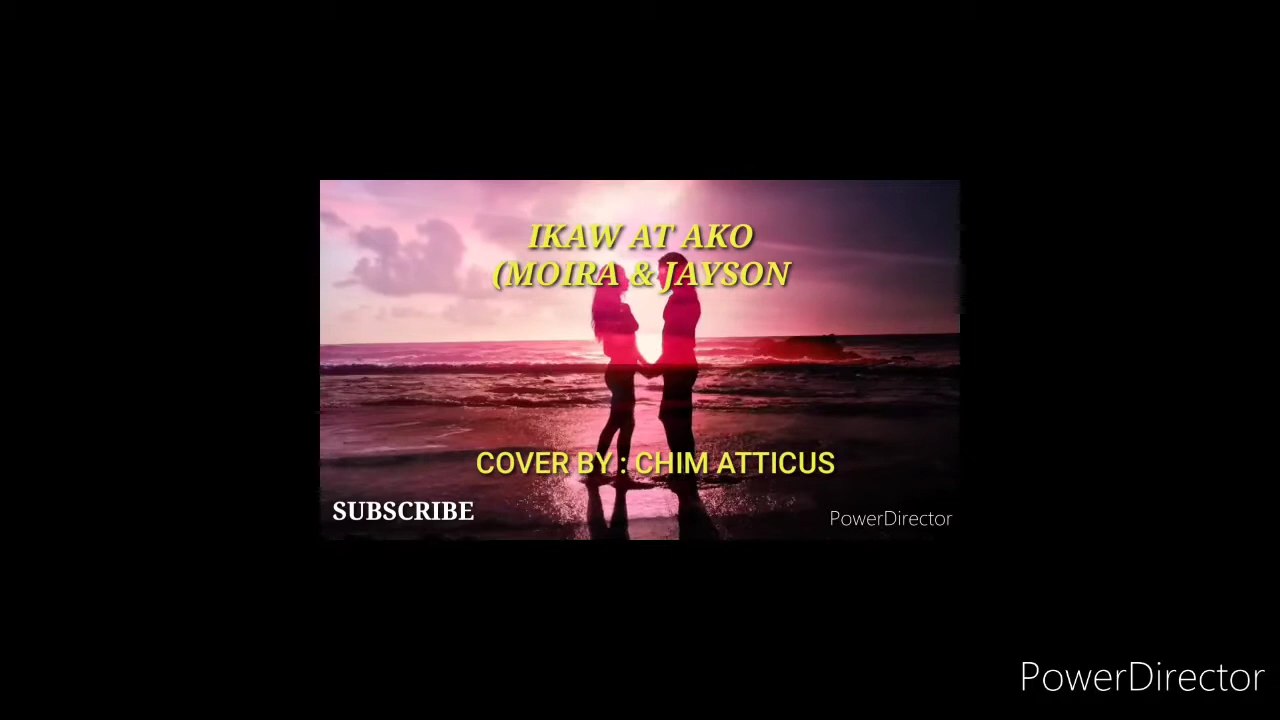 IKAW AT AKO
(MOIRA & JAYSON
COVER BY : CHIM ATTICUS
SUBSCRIBE
PowerDirector
PowerDirector